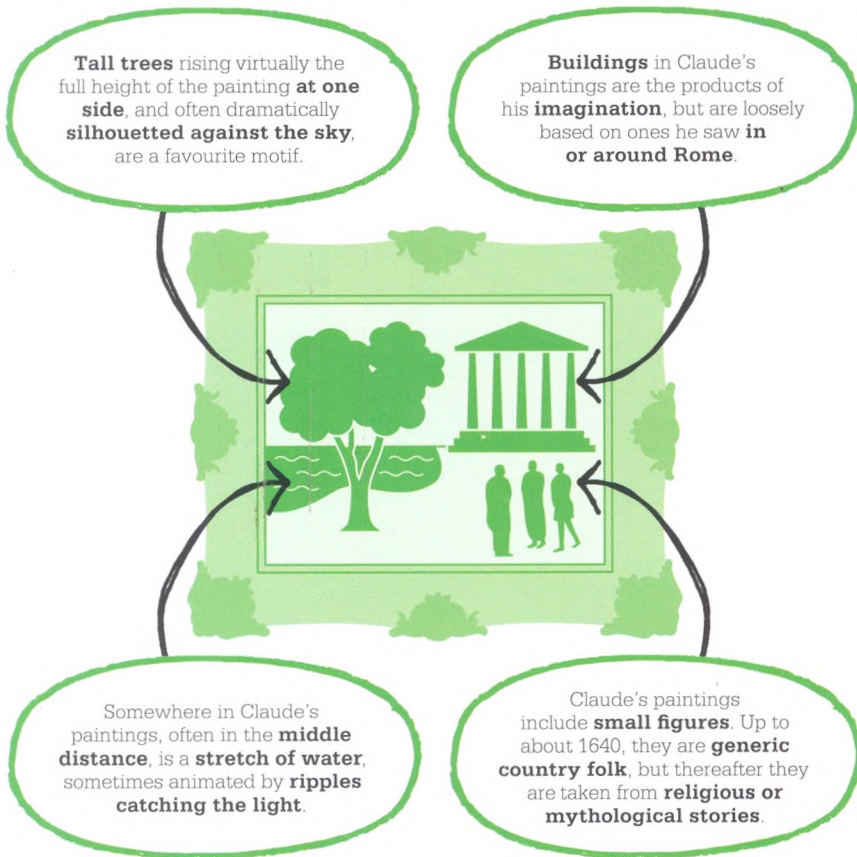 Tall trees rising virtually the
full height of the painting at one
side, and often dramatically
silhouetted against the sky,
are a favourite motif.
Buildings in Claude's
paintings are the products of
his imagination, but are loosely
based on ones he saw in
or around Rome.
Somewhere in Claude's
paintings, often in the middle
distance, is a stretch of water,
sometimes animated by ripples
catching the light.
Claude's paintings
include small figures. Up to
about 1640, they are generic
country folk, but thereafter they
are taken from religious or
mythological stories.